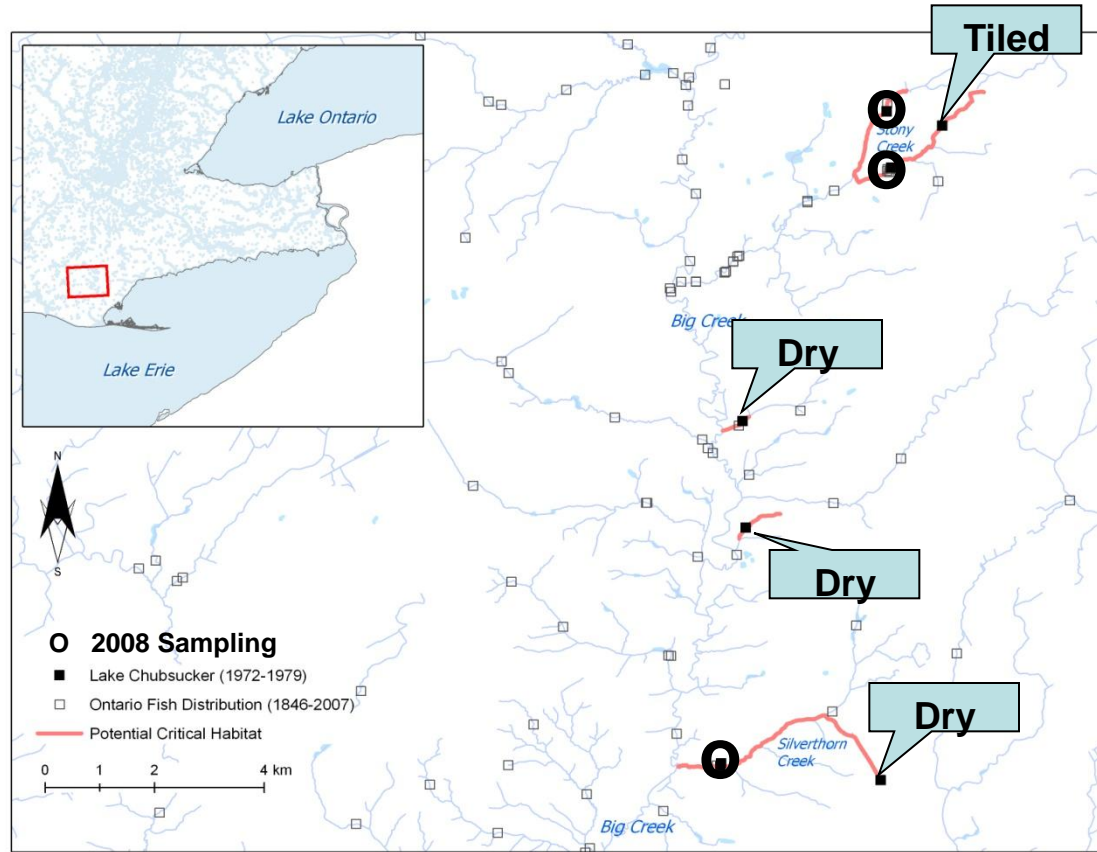 Tiled
Lake Ontario
O
Stony
Creek
O
Lake Erie
Big Creek
Dry
N
S
Dry
O 2008 Sampling
Lake Chubsucker (1972-1979)
Ontario Fish Distribution (1846-2007)
Potential Critical Habitat
0 1 2 4 km
Dry
O
Silverthorn
Creek
Big Creek